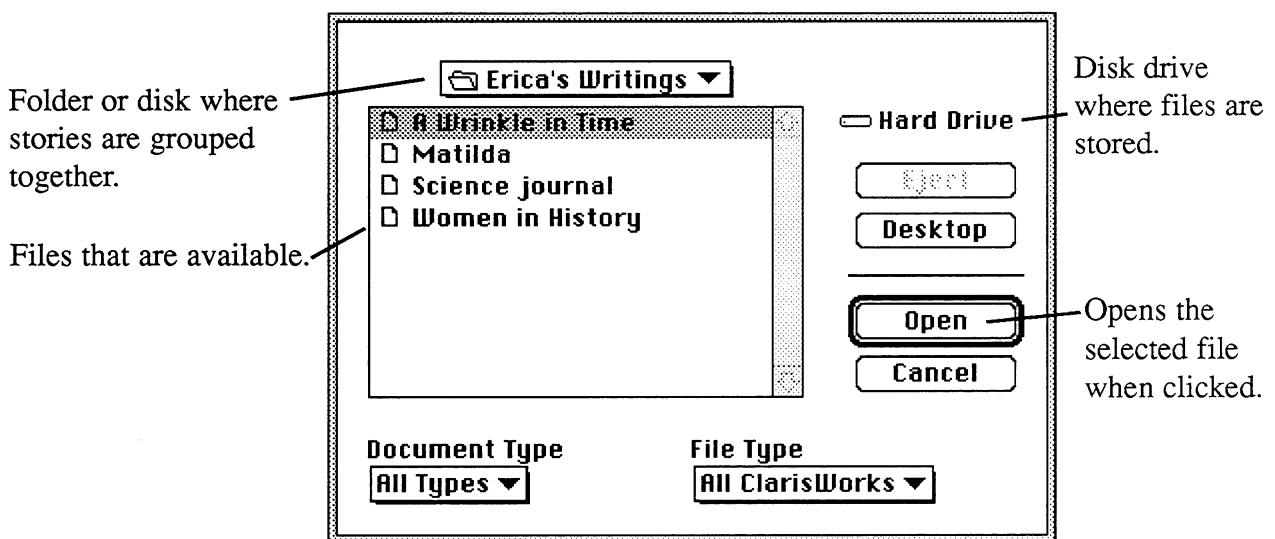 Folder or disk where
stories are grouped
together.
Files that are available.
Erica's Writings
A Wrinkle in Time
Matilda
Science journal
Women in History
Hard Drive
Eject
Desktop
Open
Cancel
Document Type
All Types
File Type
All ClarisWorks
Disk drive
where files are
stored.
Opens the
selected file
when clicked.